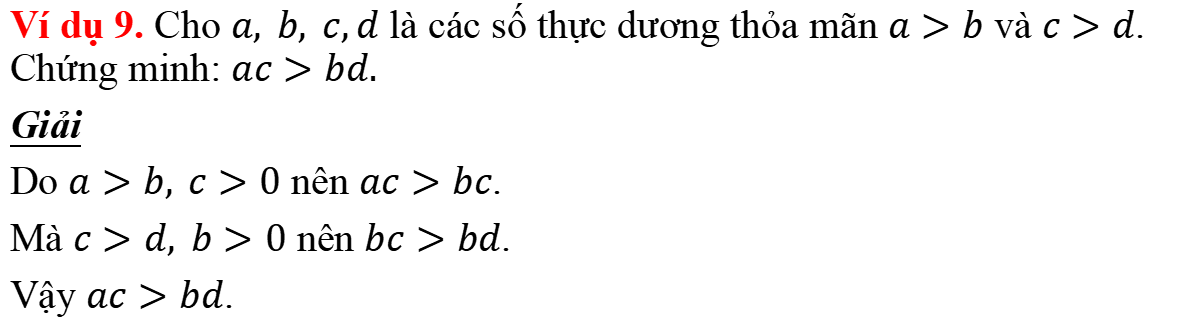 Ví dụ 9. Cho a, b, c, d là các số thực dương thỏa mãn a > b và c > d.
Chứng minh: ac > bd.
Giải
Do a > b, c > 0 nên ac > bc.
Mà c > d, b > 0 nên bc > bd.
Vậy ac > bd.